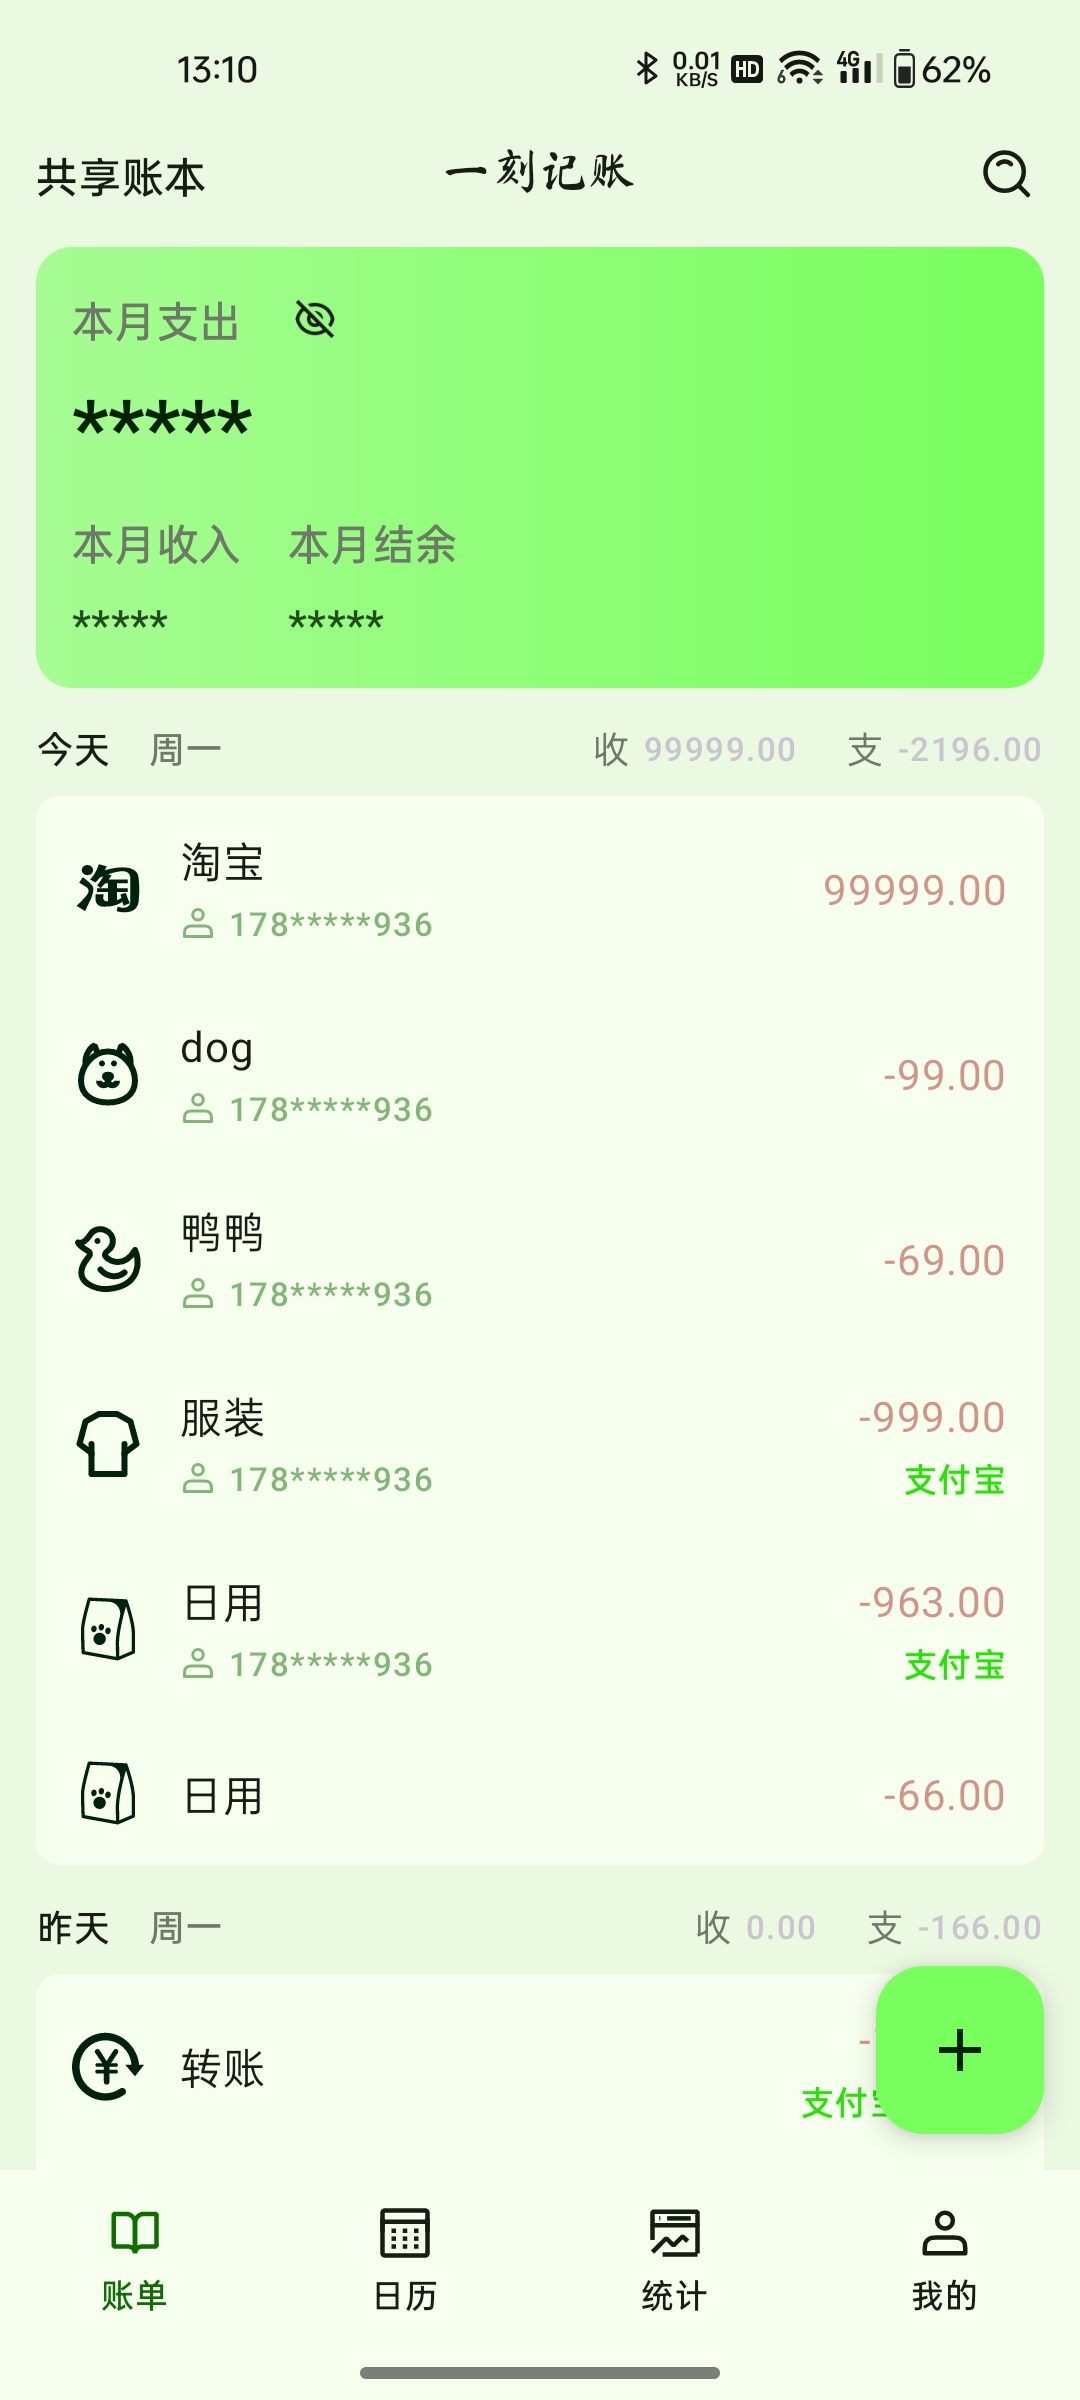 13:10
0.01
KB/S
HD
6
4G
62%
共享账本
一刻记账
本月支出
*****
本月收入 本月结余
***** *****
今天 周一 收 99999.00 支 -2196.00
淘
淘宝
99999.00
178*****936
dog
-99.00
178*****936
鸭鸭
-69.00
178*****936
服装
-999.00
178*****936
支付宝
日用
-963.00
178*****936
支付宝
日用
-66.00
昨天 周一 收 0.00 支 -166.00
¥
转账
-
支付
+
账单 日历 统计 我的